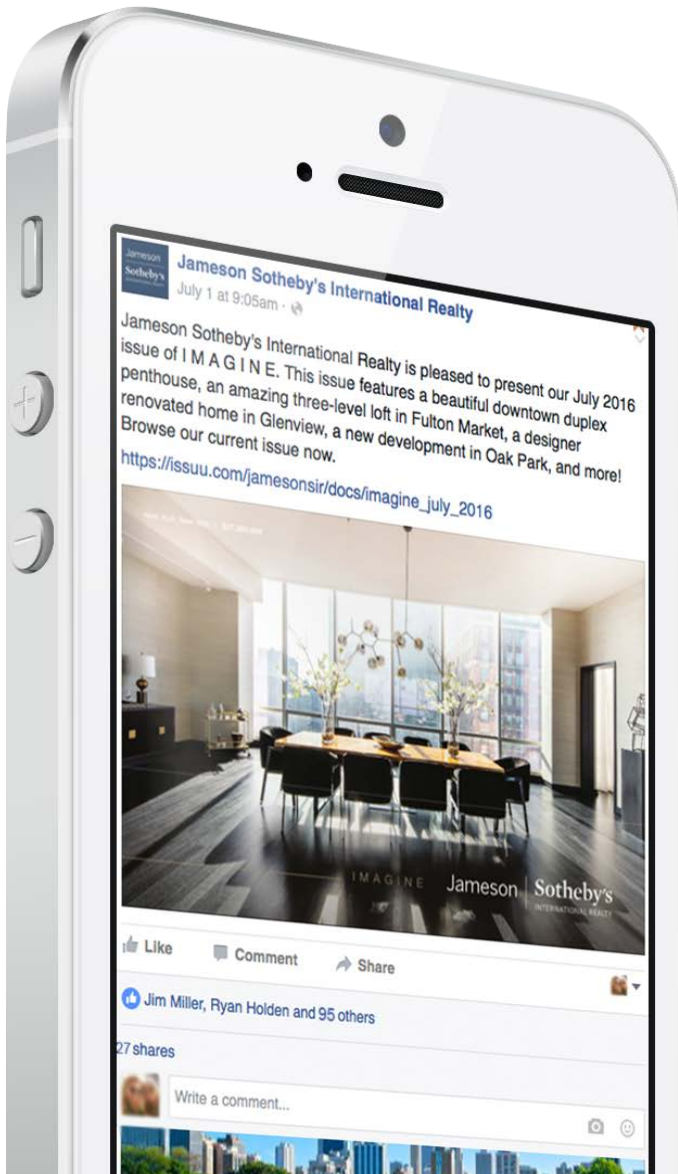 Jameson
Sotheby's
Jameson Sotheby's International Realty
July 1 at 9:05am ·
Jameson Sotheby's International Realty is pleased to present our July 2016
issue of I M A G I N E. This issue features a beautiful downtown duplex
penthouse, an amazing three-level loft in Fulton Market, a designer
renovated home in Glenview, a new development in Oak Park, and more!
Browse our current issue now.
https://issuu.com/jamesonsir/docs/imagine_july_2016
IMAGINE Jameson Sotheby's
INTERNATIONAL REALTY
Like Comment Share
Jim Miller, Ryan Holden and 95 others
27 shares
Write a comment...